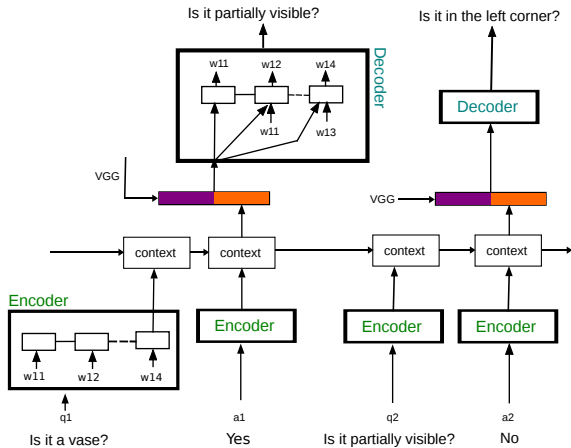 Is it partially visible?
Is it in the left corner?
w11 w12 w14
Decoder
w11 w13
Decoder
VGG
VGG
context context context context
Encoder
Encoder Encoder Encoder
w11 w12 w14
q1 a1 q2 a2
Is it a vase? Yes Is it partially visible? No